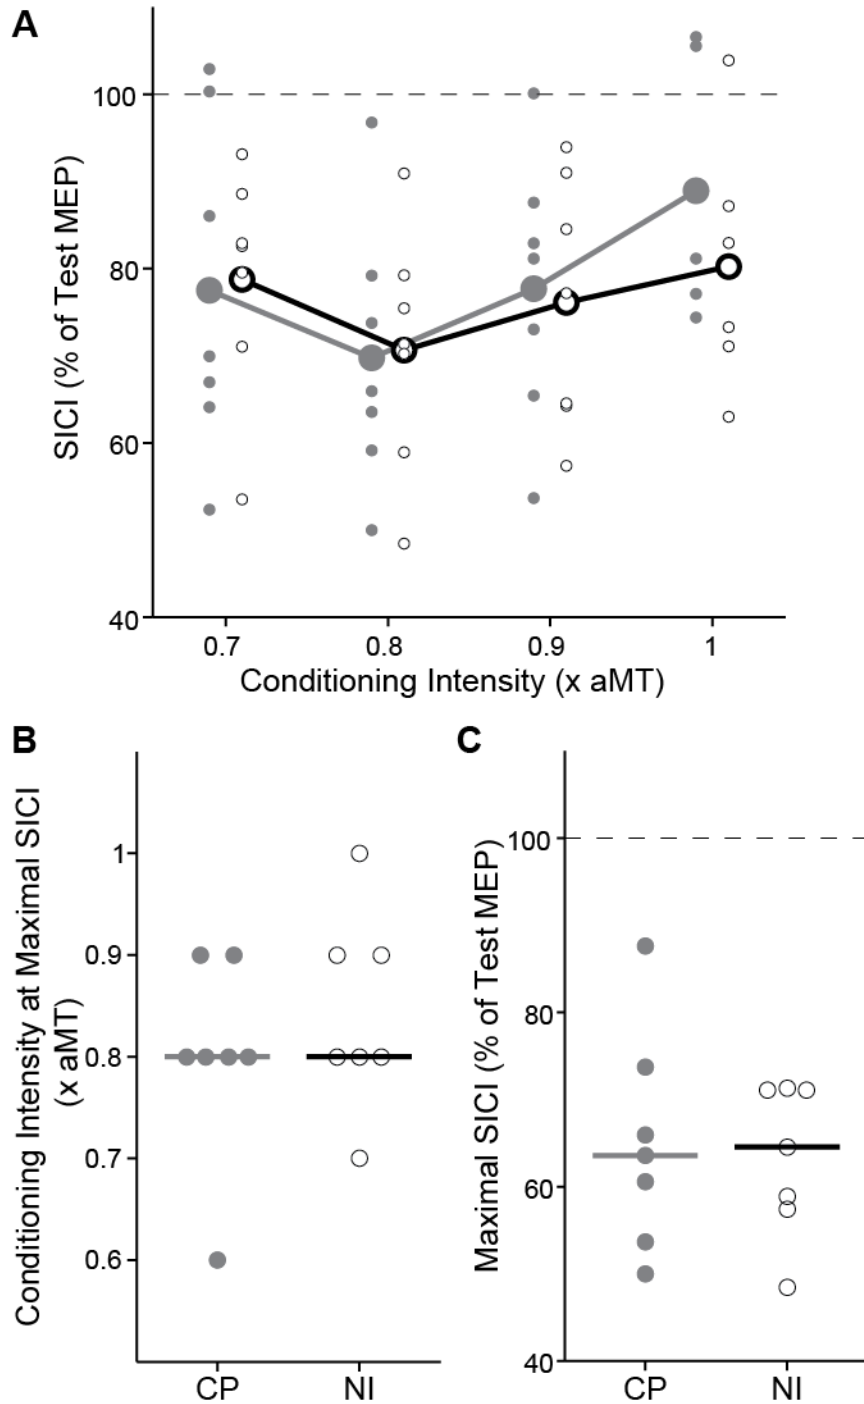 A
SICI (% of Test MEP)
100
80
60
40
0.7 0.8 0.9 1
Conditioning Intensity (x aMT)
B
Conditioning Intensity at Maximal SICI
(x aMT)
1
0.9
0.8
0.7
0.6
CP NI
C
Maximal SICI (% of Test MEP)
100
80
60
40
CP NI